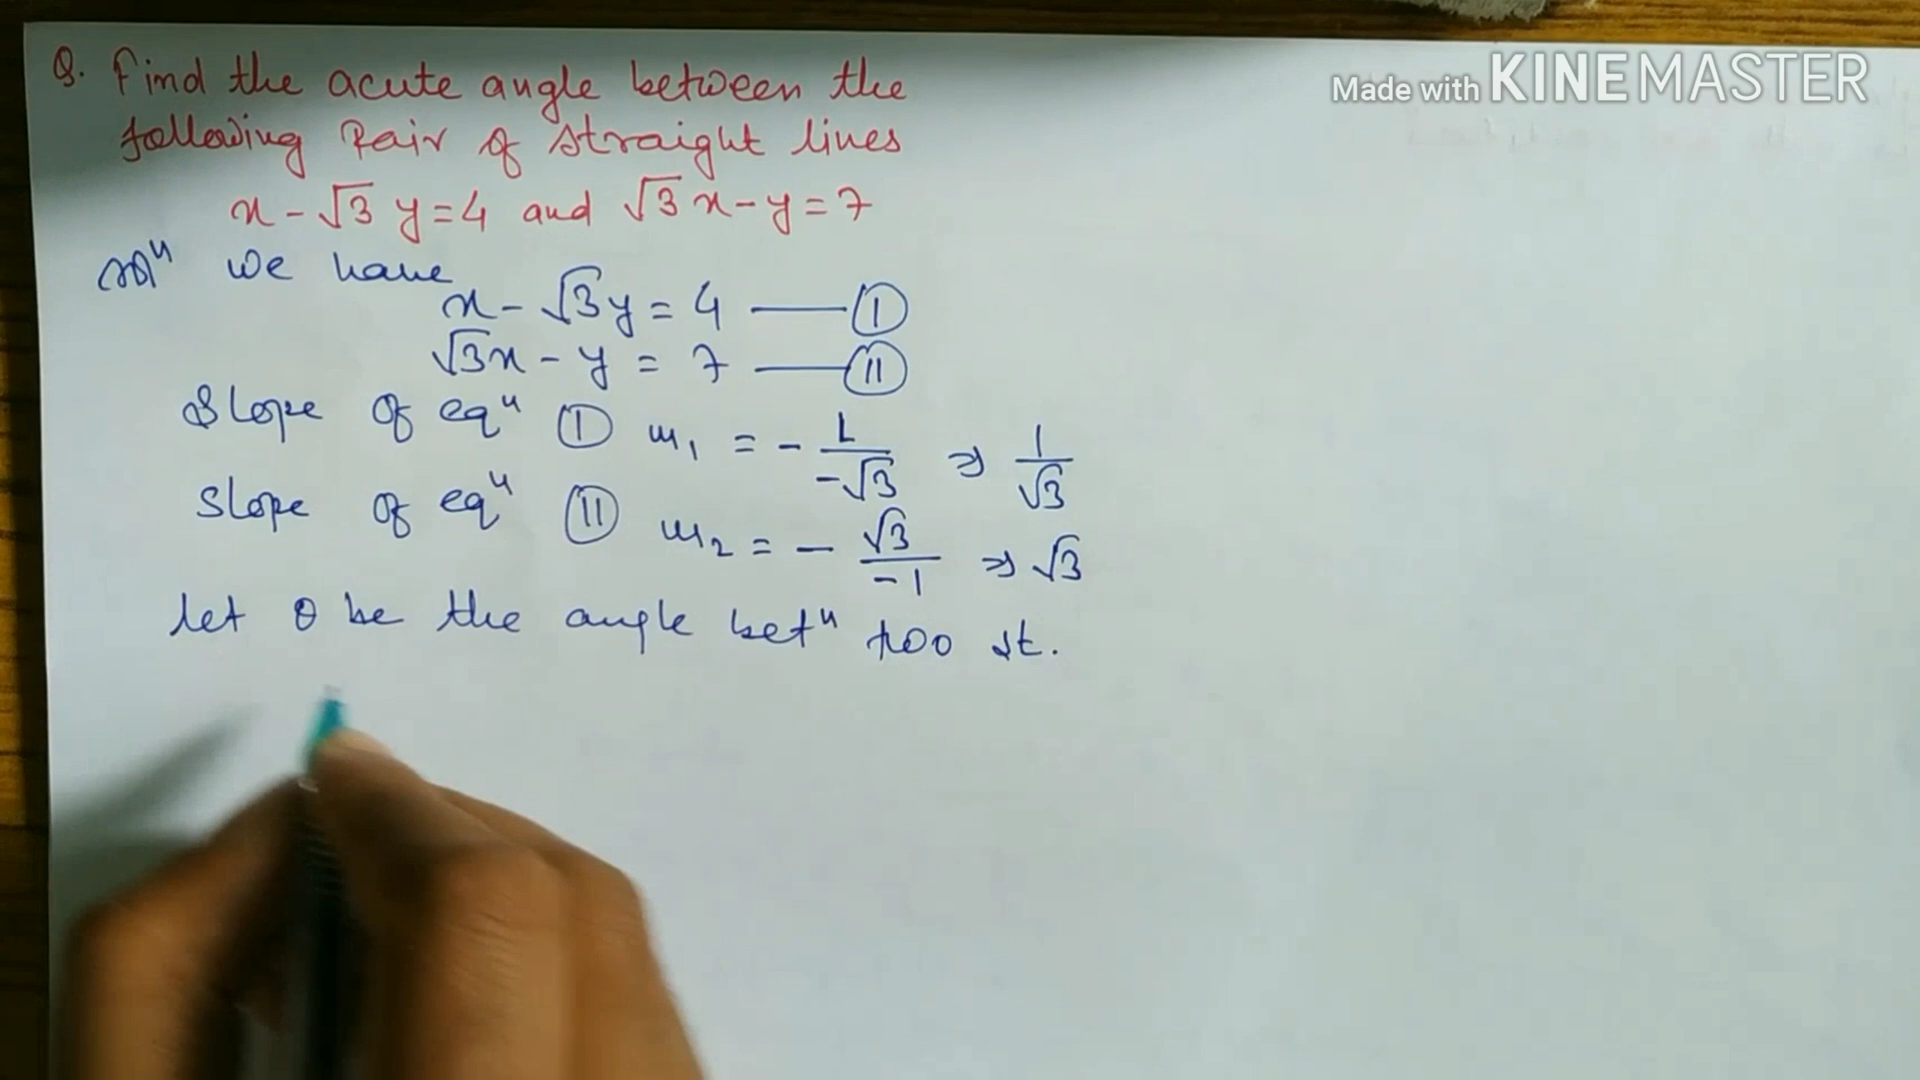 Made with KINEMASTER
Q. Find the acute angle between the
following Pair of straight lines
x - √3 y = 4 and √3 x - y = 7
solⁿ we have
x - √3y = 4 —— (I)
√3x - y = 7 —— (II)
Slope of eqⁿ (I) m₁ = - 1/-√3 ⇒ 1/√3
Slope of eqⁿ (II) m₂ = - √3/-1 ⇒ √3
let θ be the angle betⁿ two st.